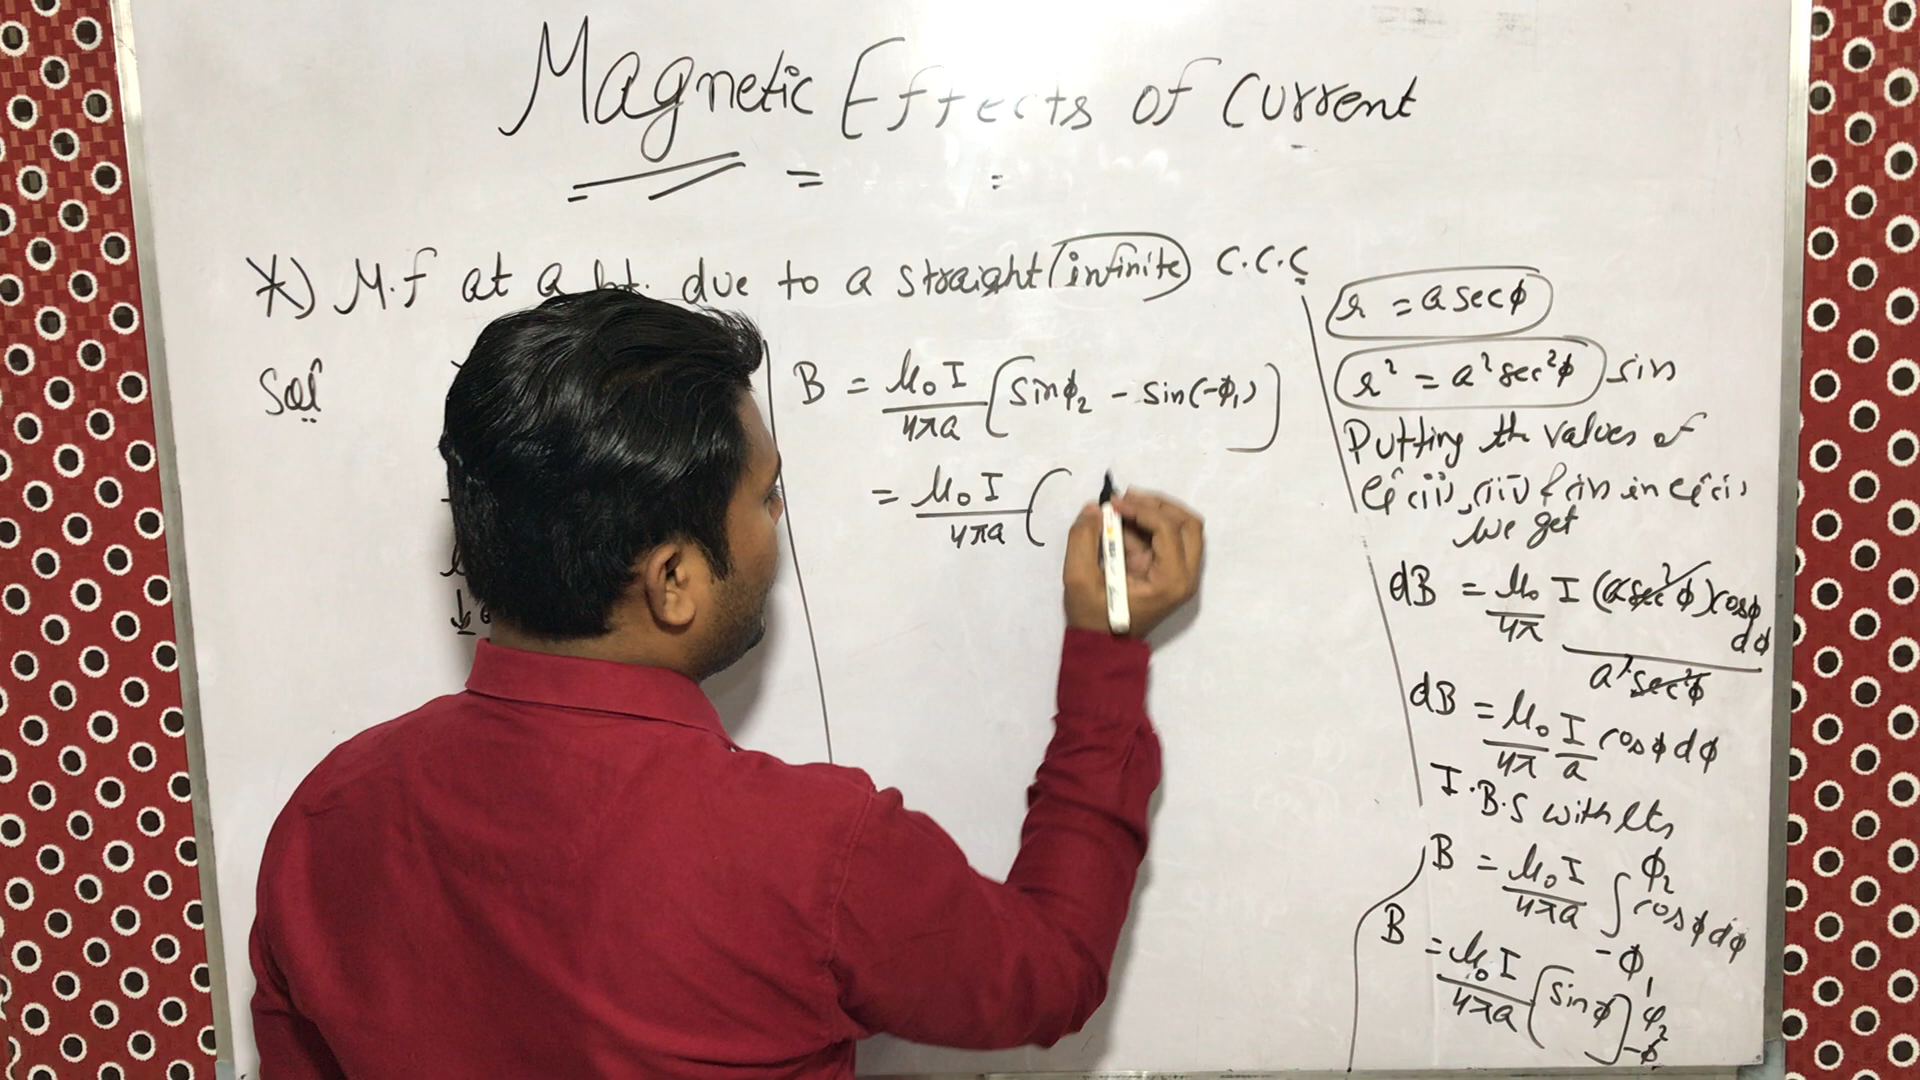 Magnetic Effects of Current
*) M.f at a pt. due to a straight infinite C.C.C
Sol
B = μ₀I/4πa [sinϕ₂ - sin(-ϕ₁)]
= μ₀I/4πa (
r = a secϕ
r² = a²sec²ϕ
Putting the values of
eq (ii), (iii) & (iv) in eq (i)
we get
dB = μ₀/4π I (a sec²ϕ) cosϕ dϕ / a² sec²ϕ
dB = μ₀/4π I/a cosϕ dϕ
I.B.S with lts
B = μ₀I/4πa ∫ -ϕ₁ ϕ₂ cosϕ dϕ
B = μ₀I/4πa [sinϕ] ϕ₂ -ϕ